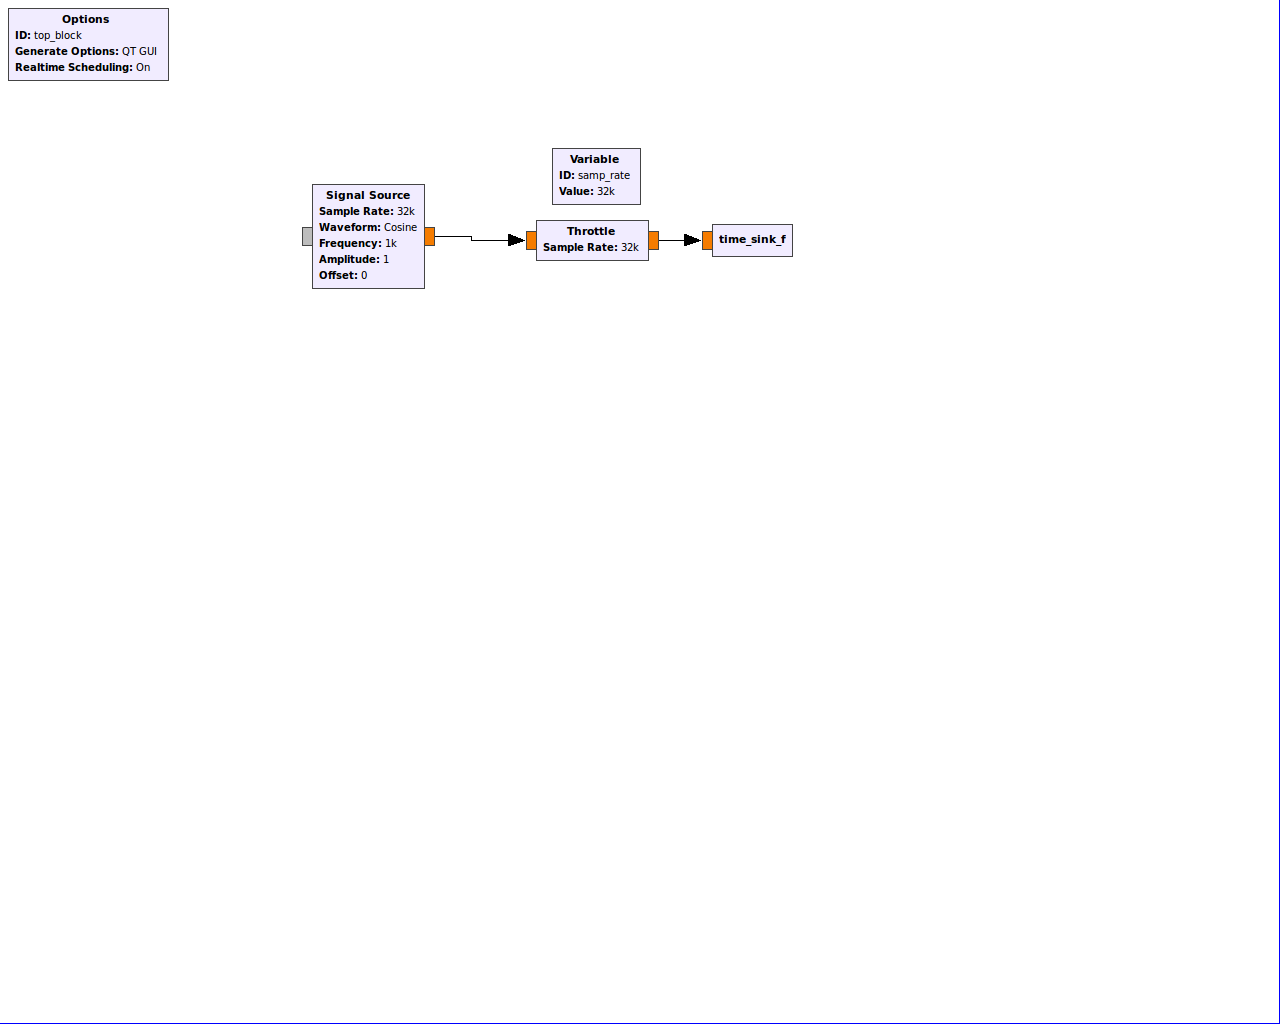 Options
ID: top_block
Generate Options: QT GUI
Realtime Scheduling: On
Variable
ID: samp_rate
Value: 32k
Signal Source
Sample Rate: 32k
Waveform: Cosine
Frequency: 1k
Amplitude: 1
Offset: 0
Throttle
Sample Rate: 32k
time_sink_f